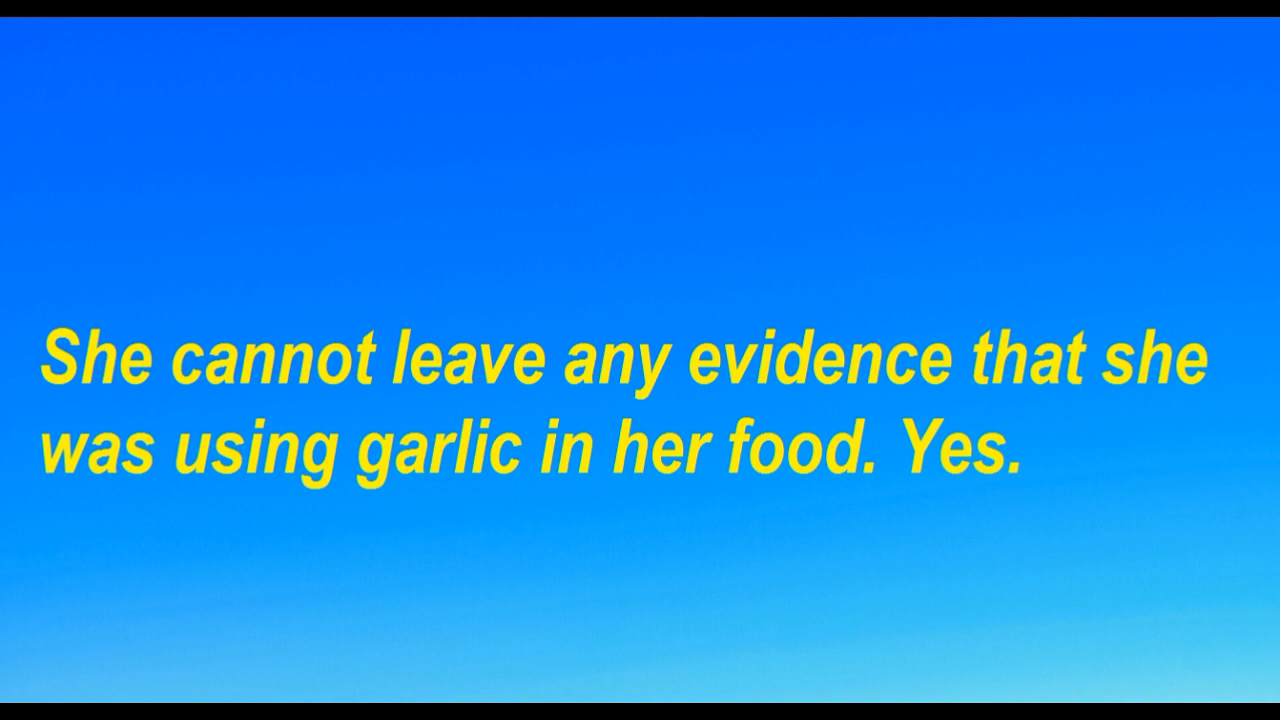 She cannot leave any evidence that she
was using garlic in her food. Yes.